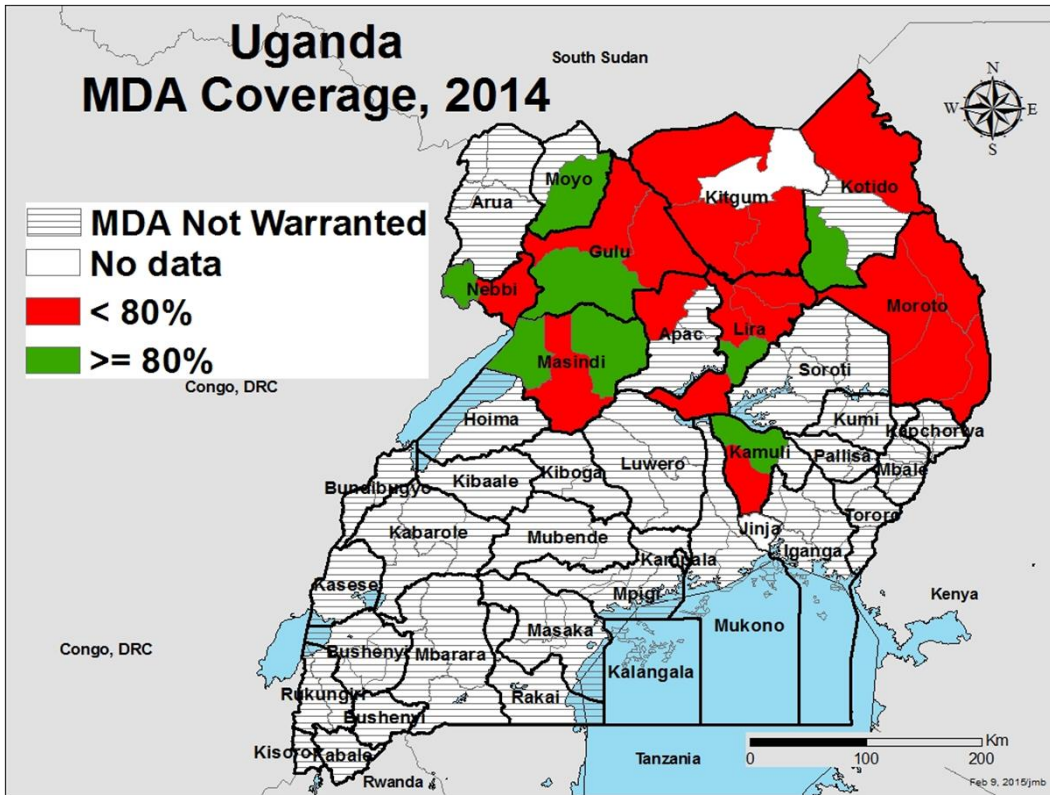 Uganda
MDA Coverage, 2014
South Sudan
N
W E
S
MDA Not Warranted
No data
< 80%
>= 80%
Moyo
Arua
Kitgum
Kotido
Gulu
Nebbi
Moroto
Apac
Lira
Masindi
Congo, DRC
Soroti
Hoima
Kumi
Kapchorwa
Kamuli
Pallisa
Luwero
Kiboga
Mbale
Bundibugyo
Kibaale
Tororo
Kabarole
Mubende
Jinja
Iganga
Kampala
Kasese
Mpigi
Kenya
Masaka
Mukono
Congo, DRC
Bushenyi
Mbarara
Kalangala
Rukungiri
Rakai
Bushenyi
Kisoro
Kabale
Rwanda
Tanzania
Km
0 100 200
Feb 9, 2015/jmb